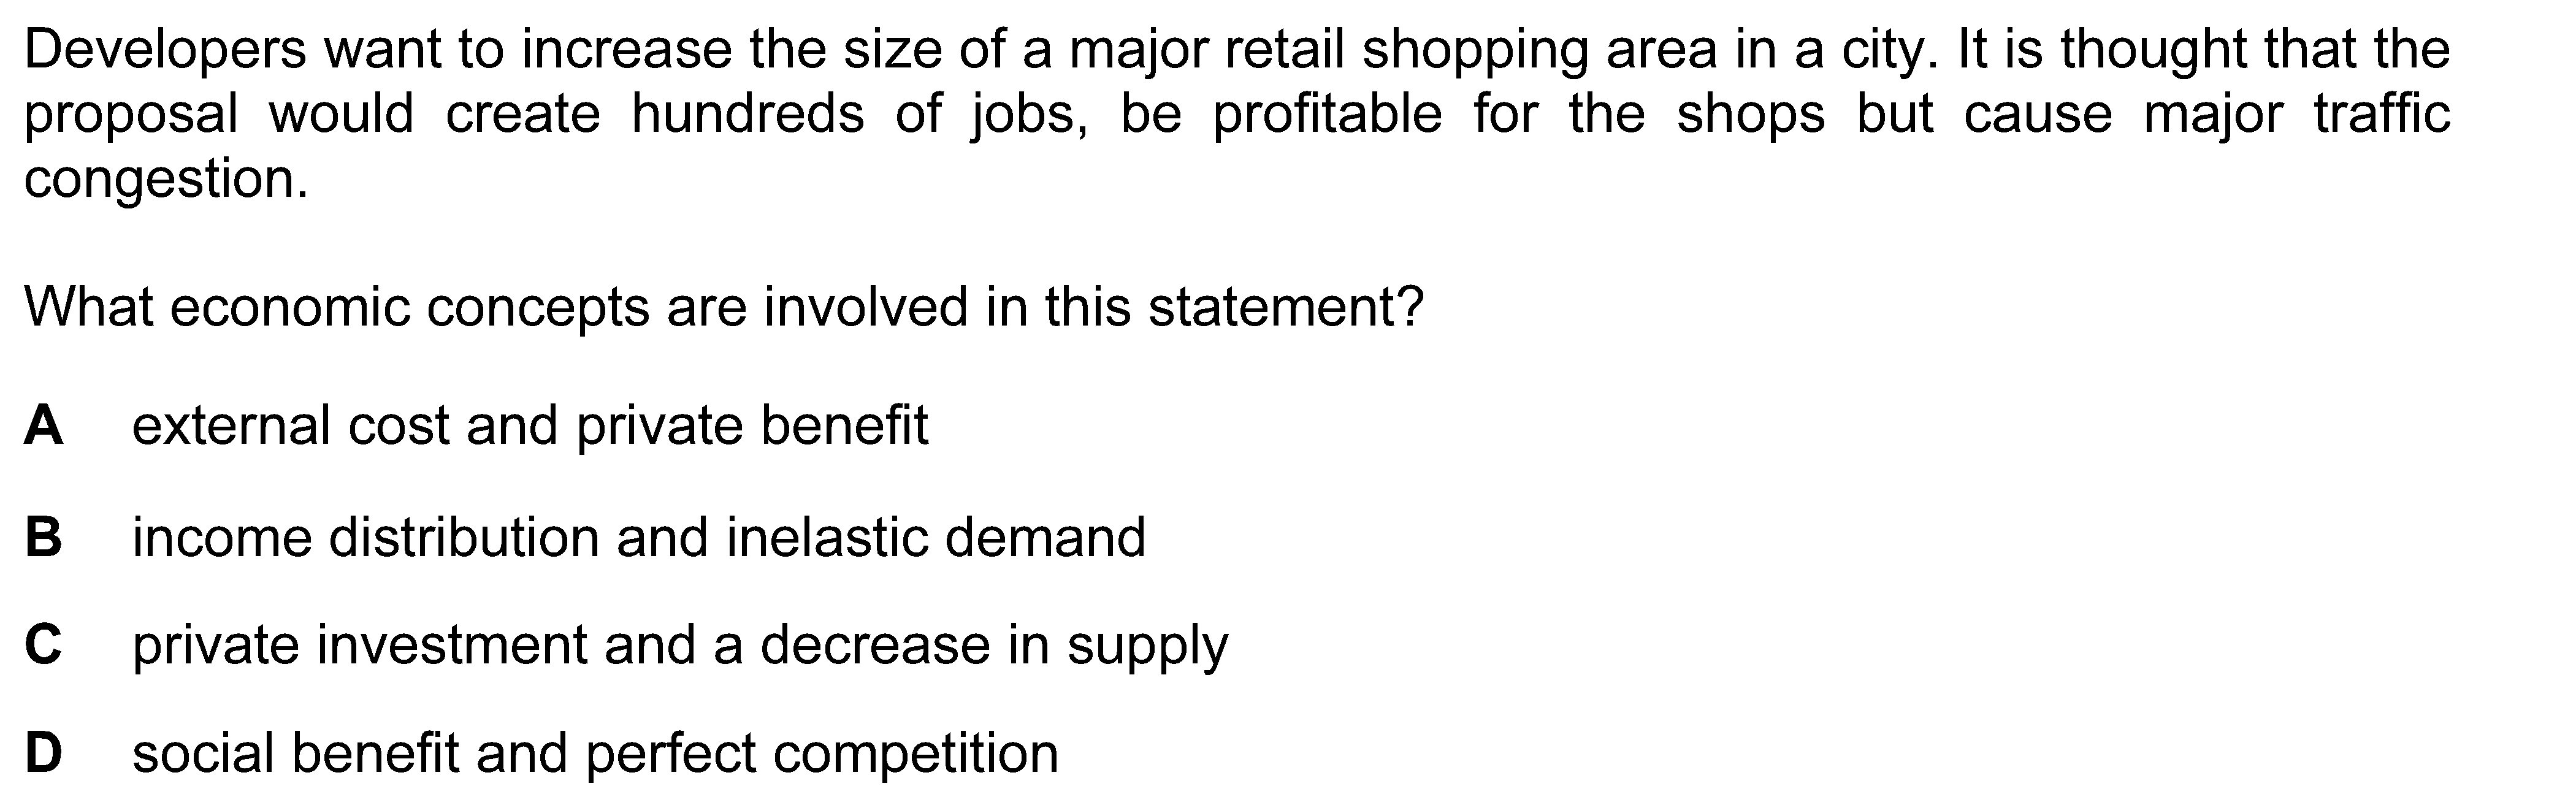 Developers want to increase the size of a major retail shopping area in a city. It is thought that the
proposal would create hundreds of jobs, be profitable for the shops but cause major traffic
congestion.
What economic concepts are involved in this statement?
A external cost and private benefit
B income distribution and inelastic demand
C private investment and a decrease in supply
D social benefit and perfect competition